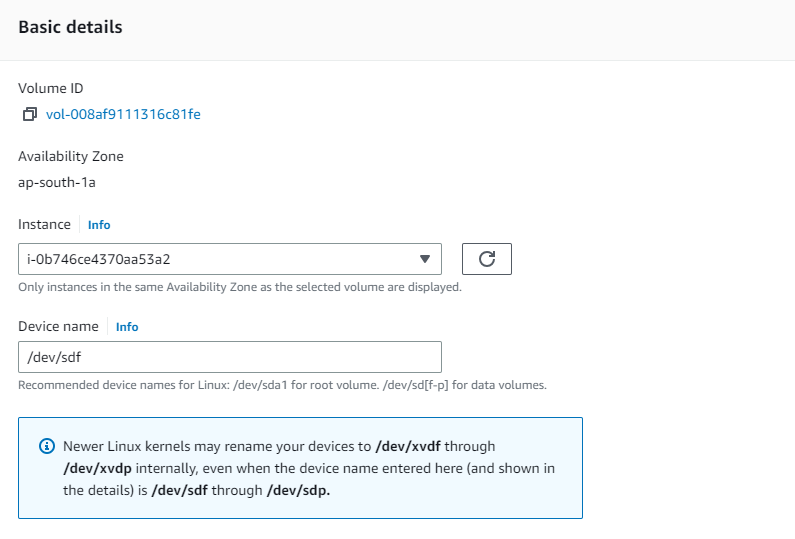 Basic details
Volume ID
vol-008af9111316c81fe
Availability Zone
ap-south-1a
Instance Info
i-0b746ce4370aa53a2
Only instances in the same Availability Zone as the selected volume are displayed.
Device name Info
/dev/sdf
Recommended device names for Linux: /dev/sda1 for root volume. /dev/sd[f-p] for data volumes.
Newer Linux kernels may rename your devices to /dev/xvdf through
/dev/xvdp internally, even when the device name entered here (and shown in
the details) is /dev/sdf through /dev/sdp.